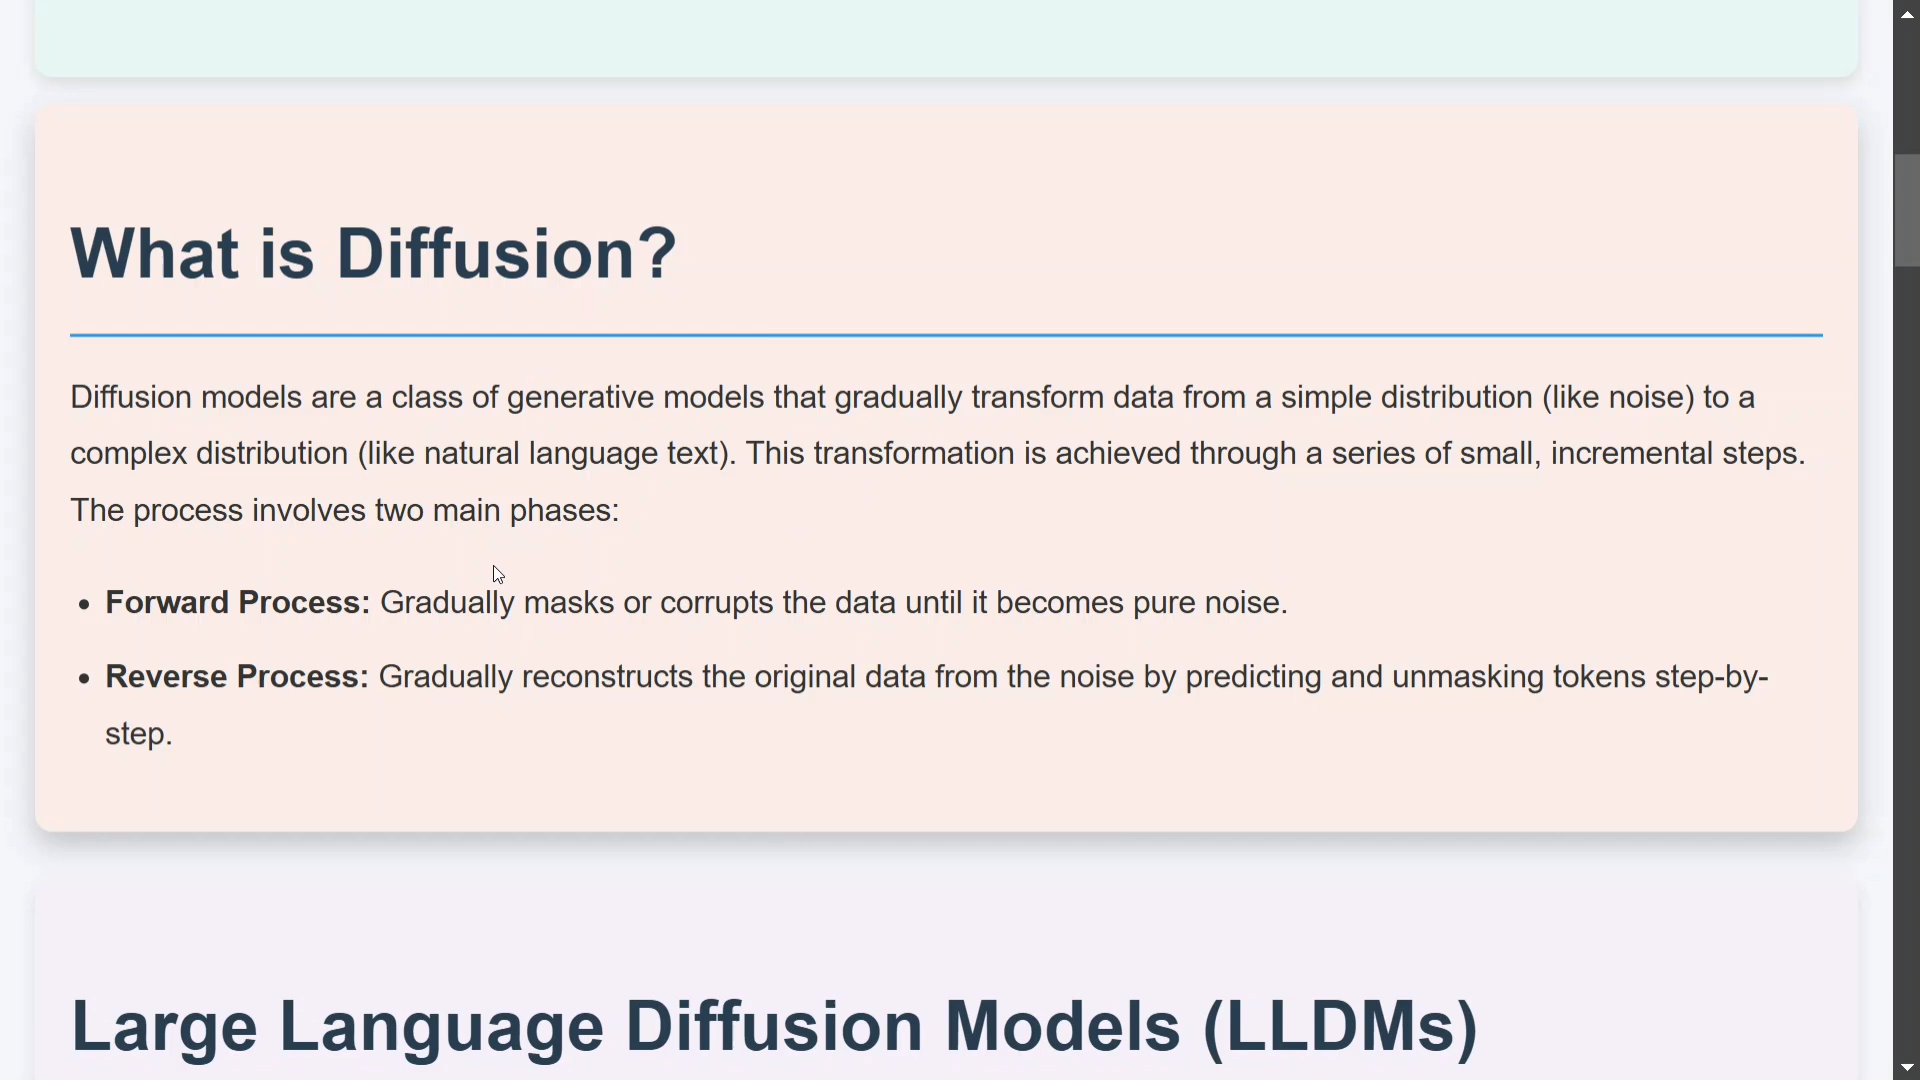 What is Diffusion?
Diffusion models are a class of generative models that gradually transform data from a simple distribution (like noise) to a
complex distribution (like natural language text). This transformation is achieved through a series of small, incremental steps.
The process involves two main phases:
• Forward Process: Gradually masks or corrupts the data until it becomes pure noise.
• Reverse Process: Gradually reconstructs the original data from the noise by predicting and unmasking tokens step-by-
step.
Large Language Diffusion Models (LLDMs)